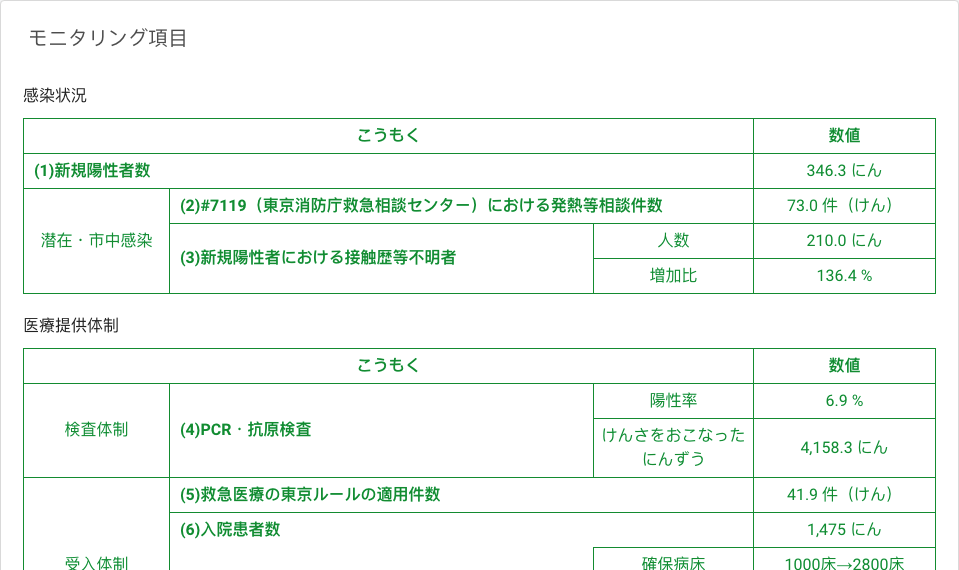 モニタリング項目
感染状況
こうもく 数値
(1)新規陽性者数 346.3 にん
潜在・市中感染
(2)#7119（東京消防庁救急相談センター）における発熱等相談件数 73.0 件（けん）
(3)新規陽性者における接触歴等不明者
人数 210.0 にん
増加比 136.4 %
医療提供体制
こうもく 数値
検査体制
(4)PCR・抗原検査
陽性率 6.9 %
けんさをおこなった
にんずう 4,158.3 にん
受入体制
(5)救急医療の東京ルールの適用件数 41.9 件（けん）
(6)入院患者数 1,475 にん
確保病床 1000床→2800床